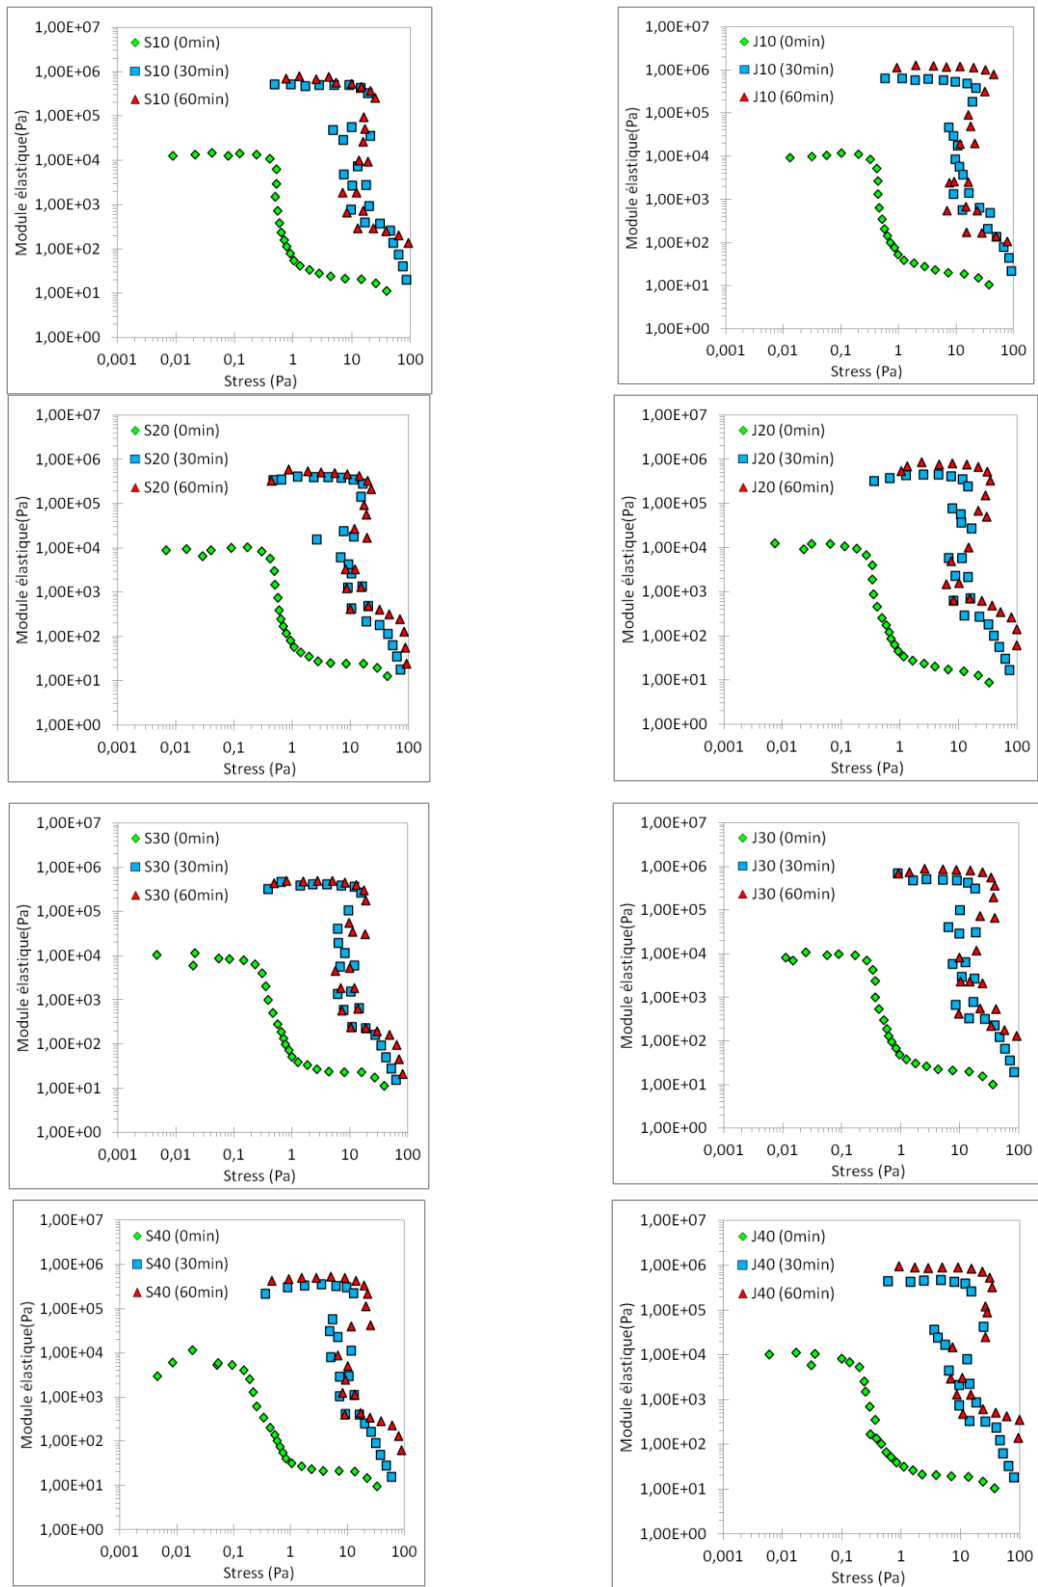 1,00E+07
1,00E+06
1,00E+05
1,00E+04
1,00E+03
1,00E+02
1,00E+01
1,00E+00
Module élastique(Pa)
S10 (0min)
S10 (30min)
S10 (60min)
0,001 0,01 0,1 1 10 100
Stress (Pa)
1,00E+07
1,00E+06
1,00E+05
1,00E+04
1,00E+03
1,00E+02
1,00E+01
1,00E+00
Module élastique(Pa)
J10 (0min)
J10 (30min)
J10 (60min)
0,001 0,01 0,1 1 10 100
Stress (Pa)
1,00E+07
1,00E+06
1,00E+05
1,00E+04
1,00E+03
1,00E+02
1,00E+01
1,00E+00
Module élastique(Pa)
S20 (0min)
S20 (30min)
S20 (60min)
0,001 0,01 0,1 1 10 100
Stress (Pa)
1,00E+07
1,00E+06
1,00E+05
1,00E+04
1,00E+03
1,00E+02
1,00E+01
1,00E+00
Module élastique(Pa)
J20 (0min)
J20 (30min)
J20 (60min)
0,001 0,01 0,1 1 10 100
Stress (Pa)
1,00E+07
1,00E+06
1,00E+05
1,00E+04
1,00E+03
1,00E+02
1,00E+01
1,00E+00
Module élastique(Pa)
S30 (0min)
S30 (30min)
S30 (60min)
0,001 0,01 0,1 1 10 100
Stress (Pa)
1,00E+07
1,00E+06
1,00E+05
1,00E+04
1,00E+03
1,00E+02
1,00E+01
1,00E+00
Module élastique(Pa)
J30 (0min)
J30 (30min)
J30 (60min)
0,001 0,01 0,1 1 10 100
Stress (Pa)
1,00E+07
1,00E+06
1,00E+05
1,00E+04
1,00E+03
1,00E+02
1,00E+01
1,00E+00
Module élastique(Pa)
S40 (0min)
S40 (30min)
S40 (60min)
0,001 0,01 0,1 1 10 100
Stress (Pa)
1,00E+07
1,00E+06
1,00E+05
1,00E+04
1,00E+03
1,00E+02
1,00E+01
1,00E+00
Module élastique(Pa)
J40 (0min)
J40 (30min)
J40 (60min)
0,001 0,01 0,1 1 10 100
Stress (Pa)